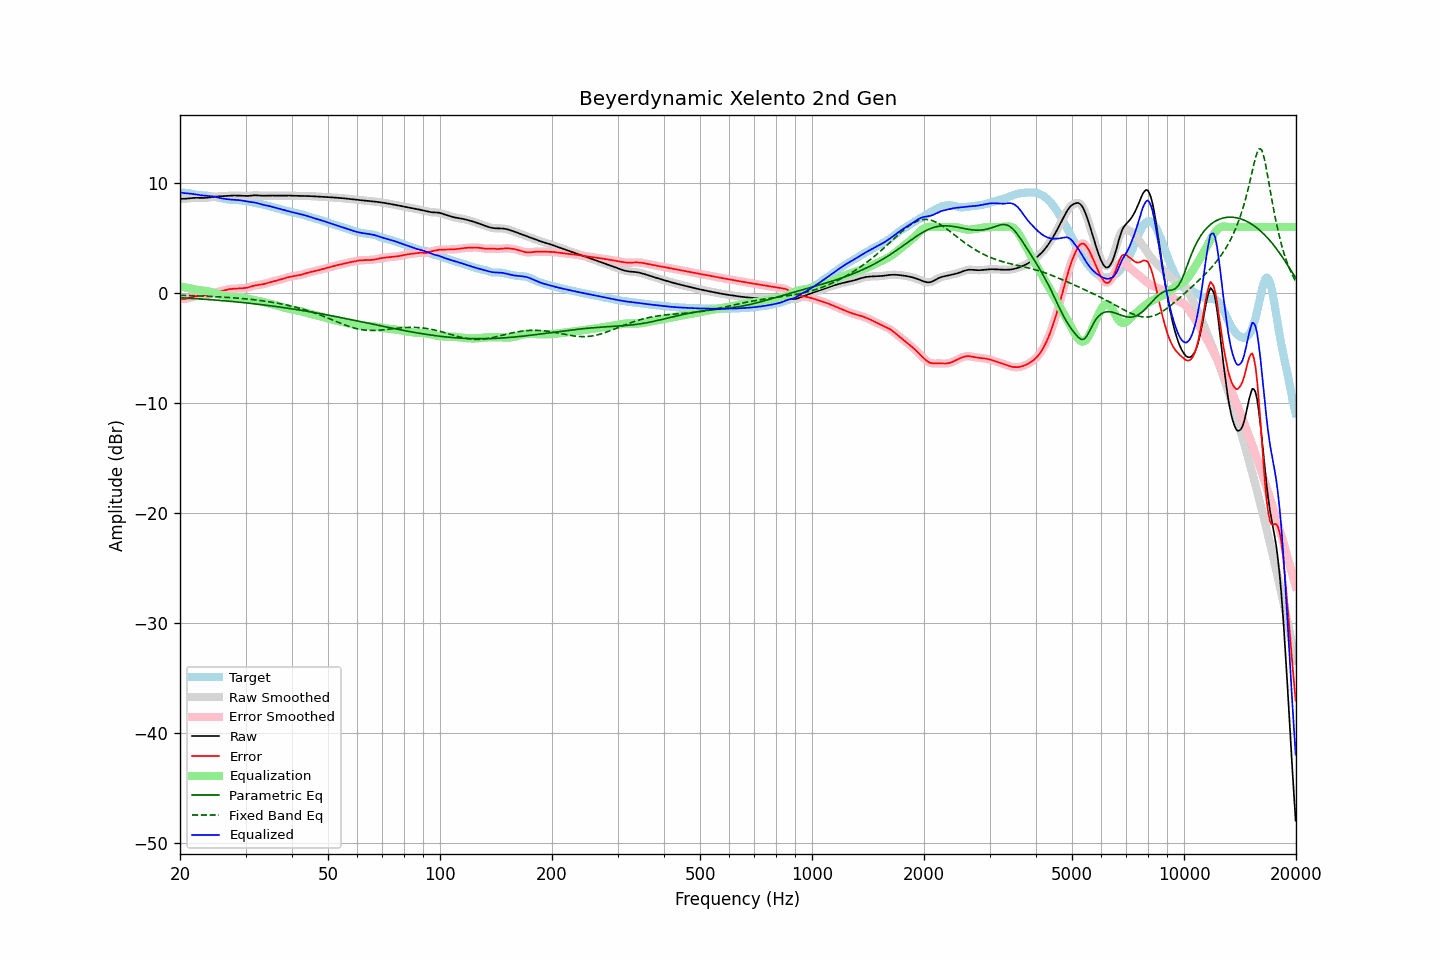 Beyerdynamic Xelento 2nd Gen
10
0
−10
−20
−30
−40
−50
Amplitude (dBr)
Target
Raw Smoothed
Error Smoothed
Raw
Error
Equalization
Parametric Eq
Fixed Band Eq
Equalized
20 50 100 200 500 1000 2000 5000 10000 20000
Frequency (Hz)